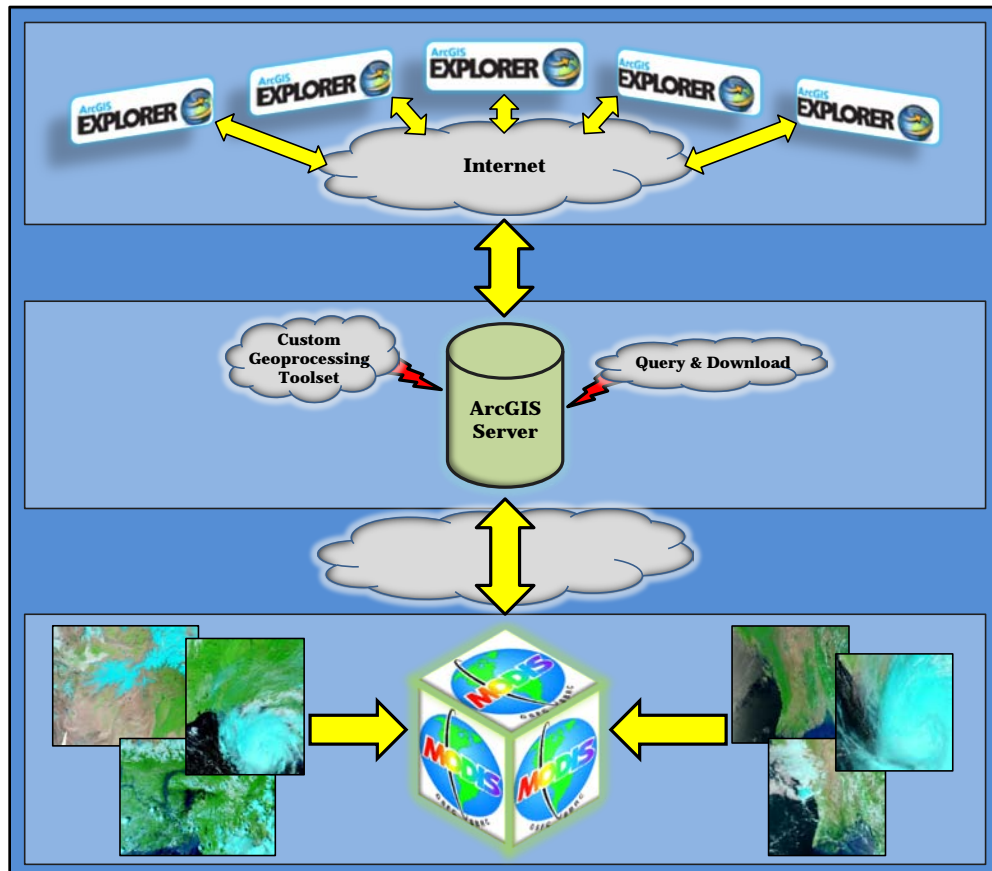 ArcGIS
EXPLORER
ArcGIS
EXPLORER
ArcGIS
EXPLORER
ArcGIS
EXPLORER
ArcGIS
EXPLORER
Internet
Custom
Geoprocessing
Toolset
Query & Download
ArcGIS
Server
MODIS
MODIS
MODIS